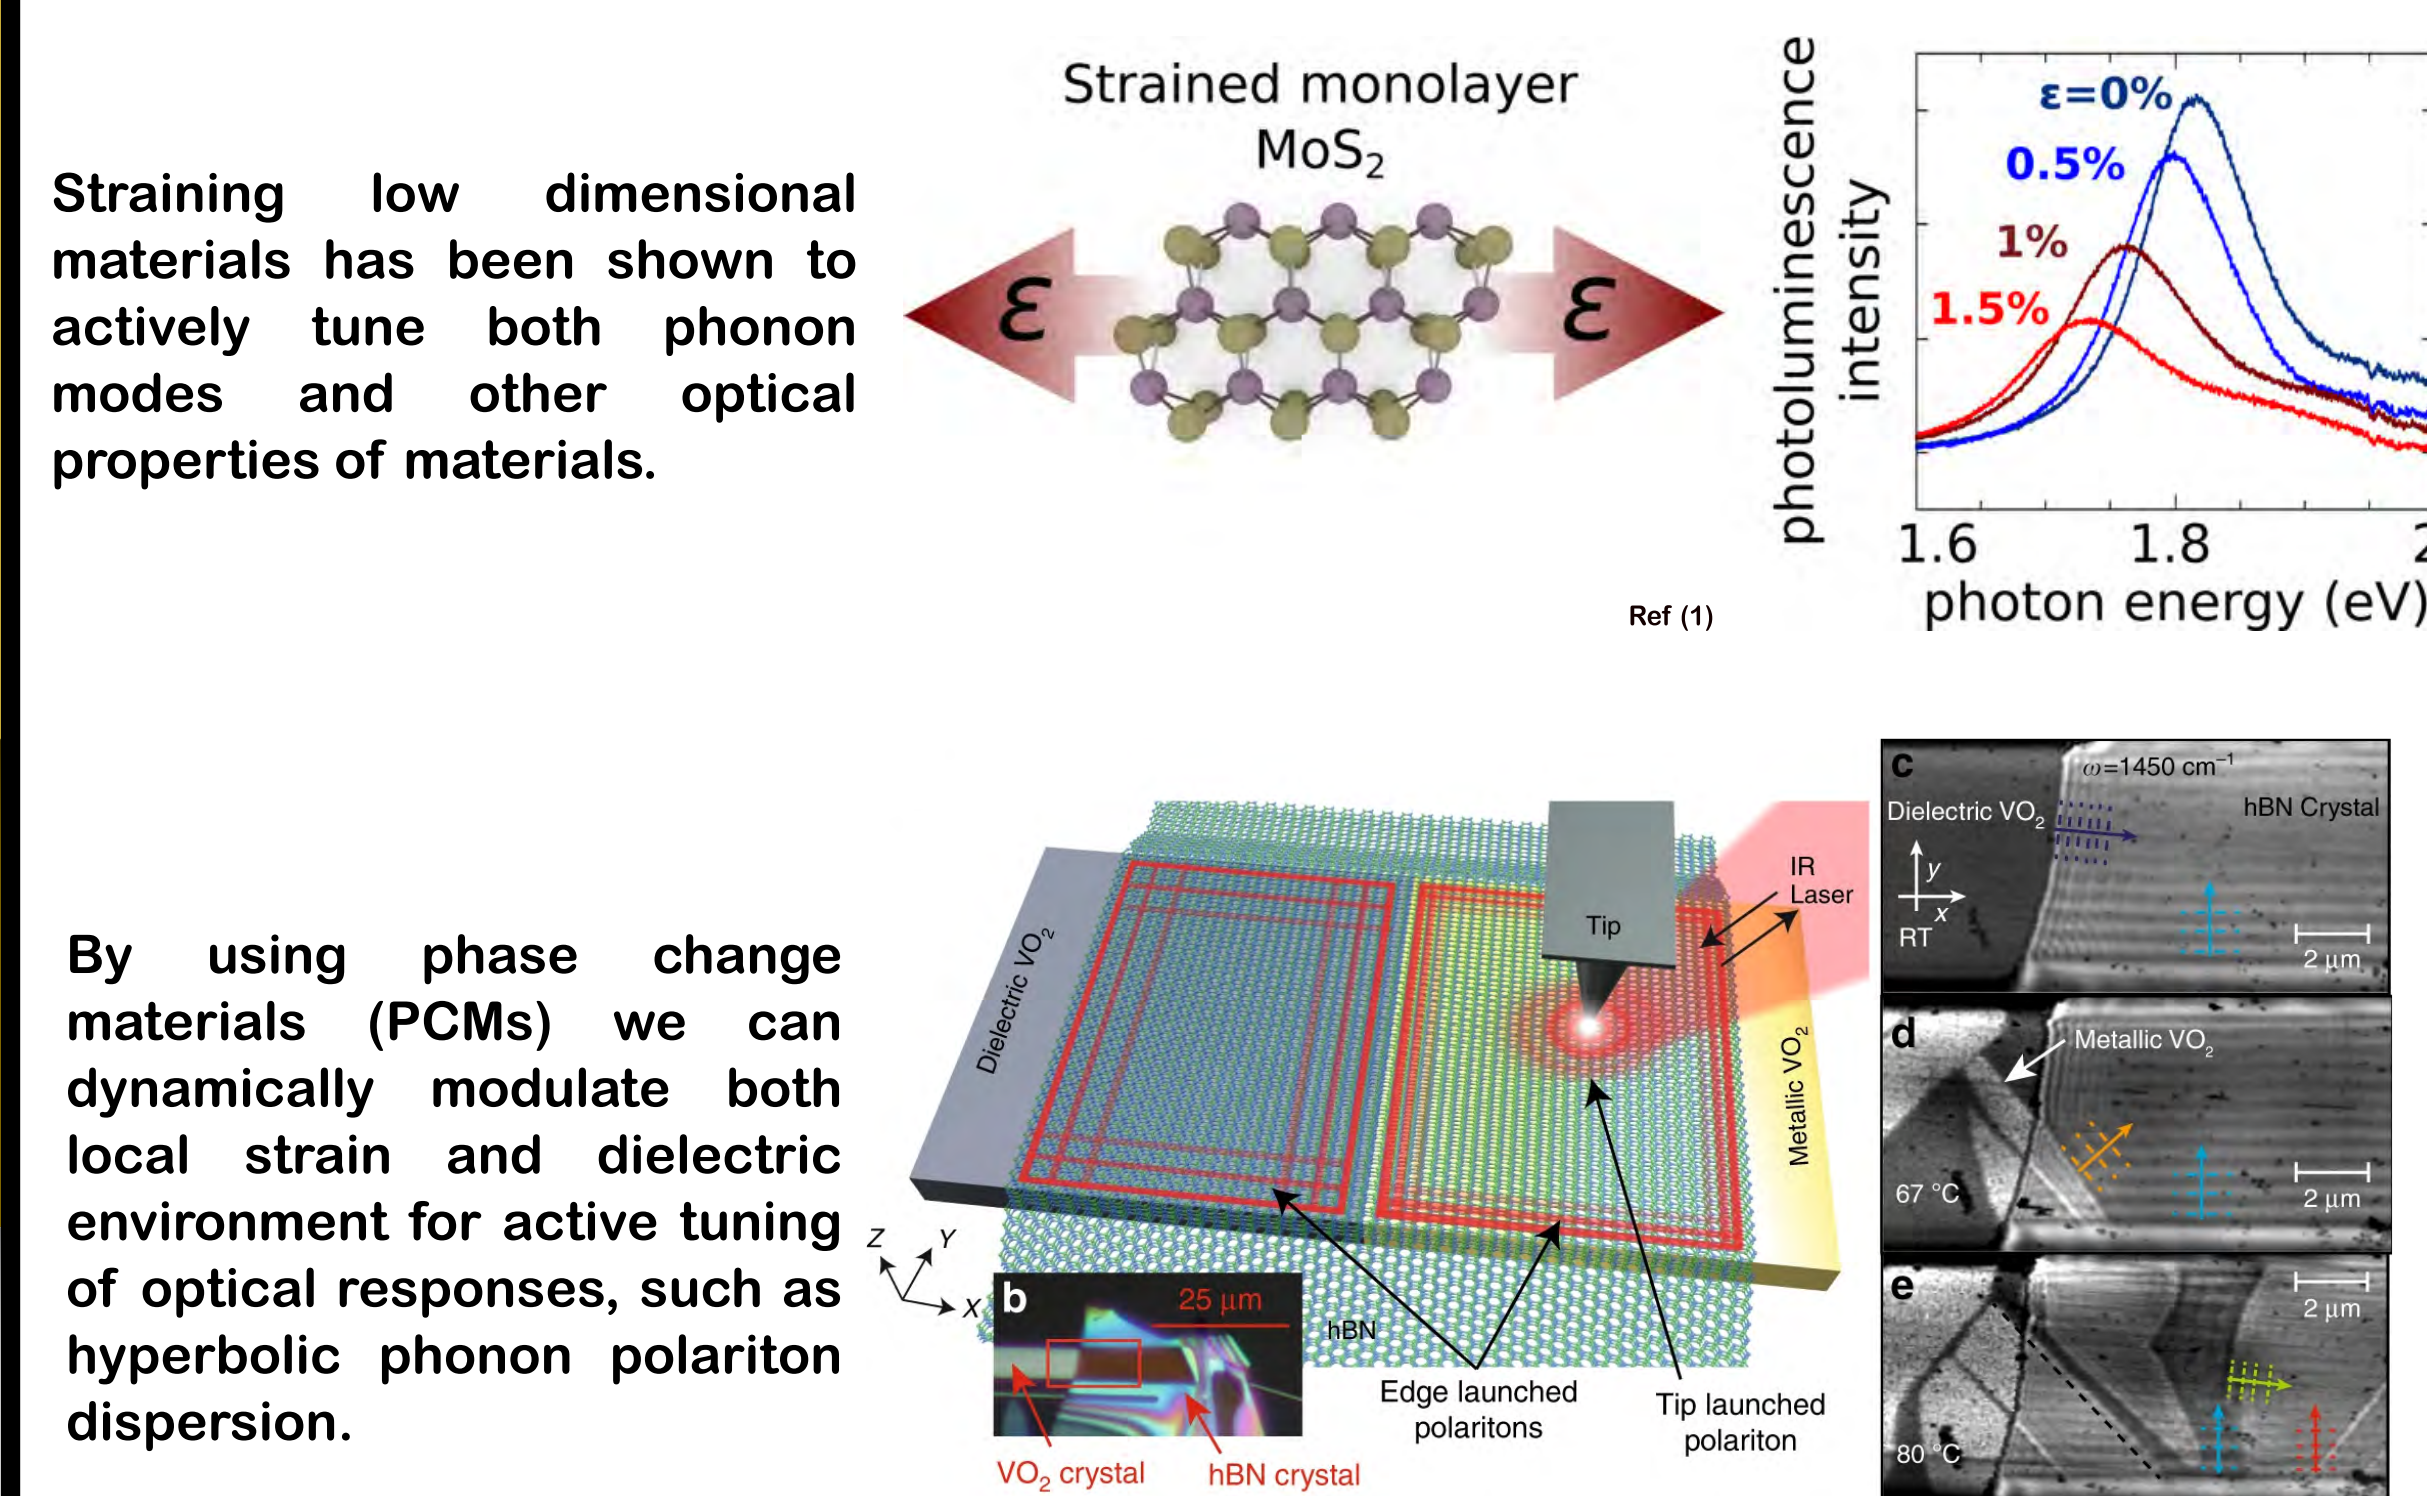 Straining low dimensional
materials has been shown to
actively tune both phonon
modes and other optical
properties of materials.
Strained monolayer
MoS₂
ε
ε
photoluminescence
intensity
ε=0%
0.5%
1%
1.5%
1.6
1.8
photon energy (eV)
Ref (1)
By using phase change
materials (PCMs) we can
dynamically modulate both
local strain and dielectric
environment for active tuning
of optical responses, such as
hyperbolic phonon polariton
dispersion.
Dielectric VO₂
Tip
IR
Laser
Metallic VO₂
Z
Y
X
b
25 μm
hBN
VO₂ crystal
hBN crystal
Edge launched
polaritons
Tip launched
polariton
c
ω=1450 cm⁻¹
Dielectric VO₂
hBN Crystal
y
x
RT
2 μm
d
Metallic VO₂
67 °C
2 μm
e
2 μm
80 °C